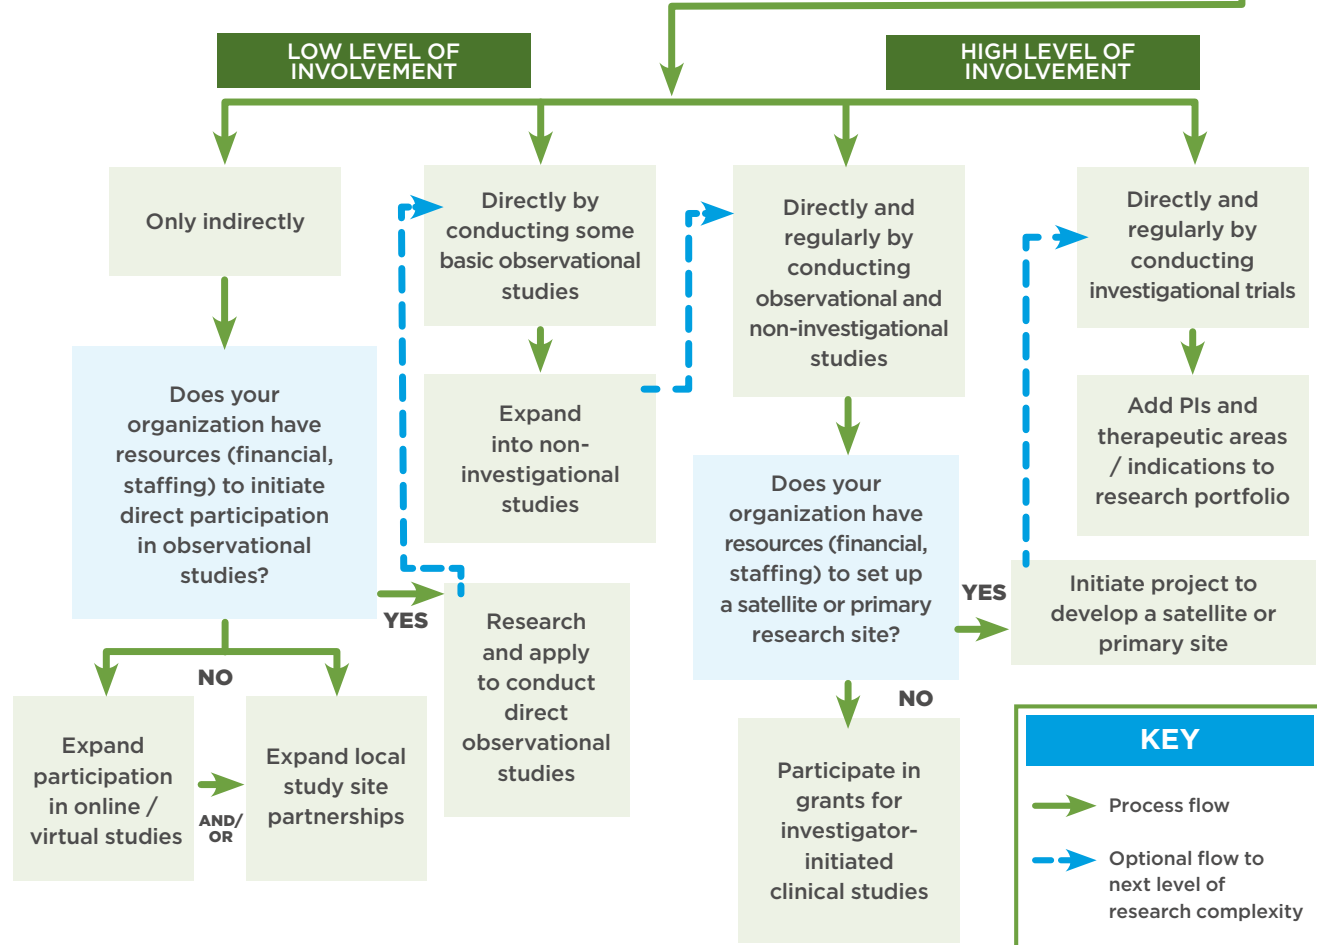 LOW LEVEL OF
INVOLVEMENT
HIGH LEVEL OF
INVOLVEMENT
Only indirectly
Directly by
conducting some
basic observational
studies
Directly and
regularly by
conducting
observational and
non-investigational
studies
Directly and
regularly by
conducting
investigational trials
Does your
organization have
resources (financial,
staffing) to initiate
direct participation
in observational
studies?
Expand
into non-
investigational
studies
Add PIs and
therapeutic areas
/ indications to
research portfolio
Does your
organization have
resources (financial,
staffing) to set up
a satellite or primary
research site?
YES
Research
and apply
to conduct
direct
observational
studies
YES
Initiate project to
develop a satellite or
primary site
NO
Expand
participation
in online /
virtual studies
AND/
OR
Expand local
study site
partnerships
NO
Participate in
grants for
investigator-
initiated
clinical studies
KEY
Process flow
Optional flow to
next level of
research complexity